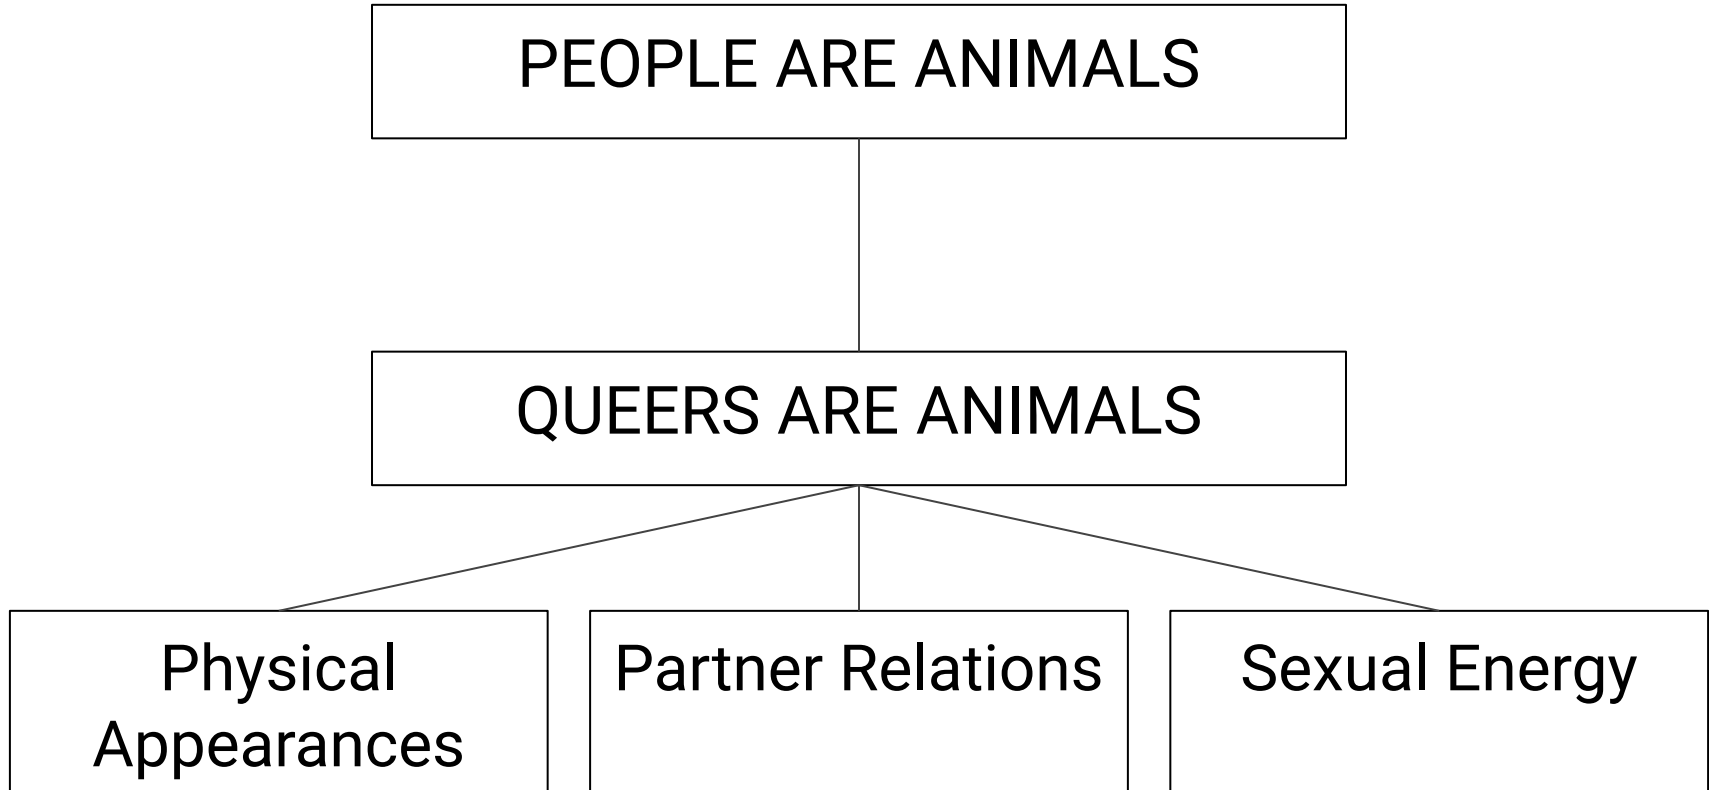 PEOPLE ARE ANIMALS
QUEERS ARE ANIMALS
Physical
Appearances
Partner Relations
Sexual Energy